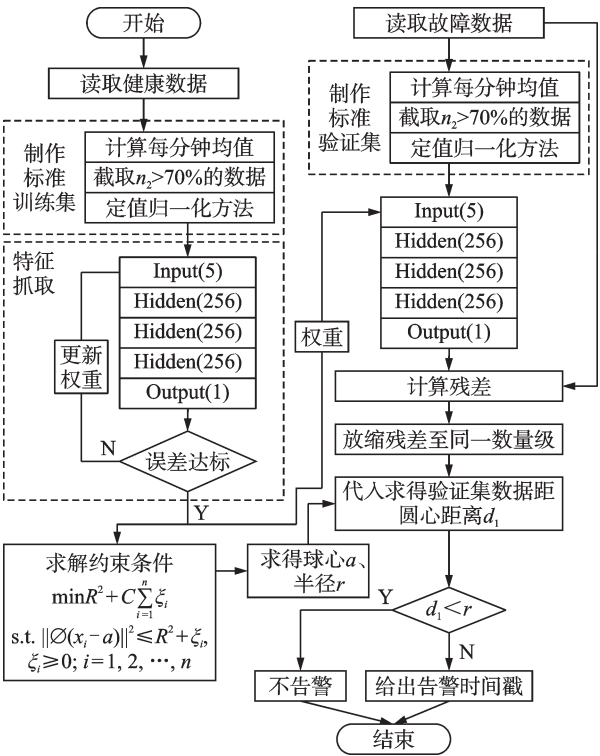 开始
读取健康数据
制作
标准
训练集
计算每分钟均值
截取n₂>70%的数据
定值归一化方法
特征
抓取
Input(5)
Hidden(256)
Hidden(256)
Hidden(256)
Output(1)
更新
权重
N
误差达标
Y
求解约束条件
minR²+C∑ⁿᵢ₌₁ξᵢ
s.t. ||∅(xᵢ-a)||²≤R²+ξᵢ,
ξᵢ≥0; i=1, 2, …, n
求得球心a、
半径r
权重
读取故障数据
制作
标准
验证集
计算每分钟均值
截取n₂>70%的数据
定值归一化方法
Input(5)
Hidden(256)
Hidden(256)
Hidden(256)
Output(1)
计算残差
放缩残差至同一数量级
代入求得验证集数据距
圆心距离d₁
Y
d₁<r
N
不告警
给出告警时间戳
结束